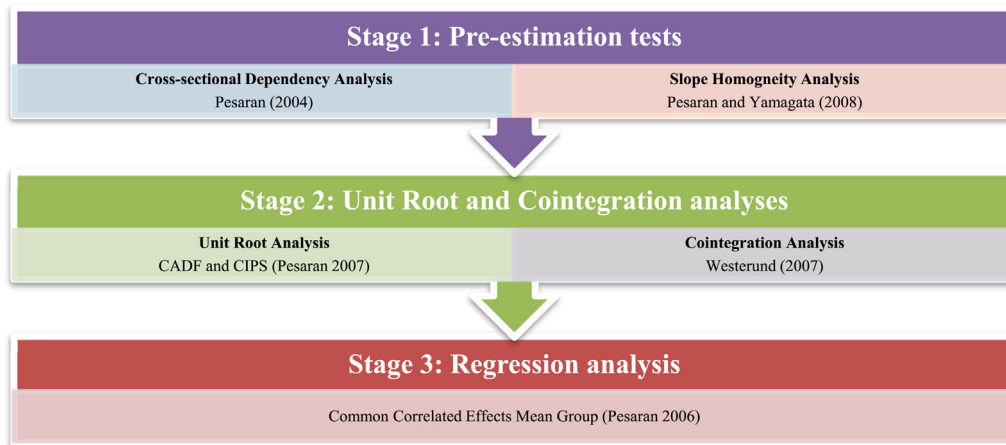 Stage 1: Pre-estimation tests
Cross-sectional Dependency Analysis
Pesaran (2004)
Slope Homogneity Analysis
Pesaran and Yamagata (2008)
Stage 2: Unit Root and Cointegration analyses
Unit Root Analysis
CADF and CIPS (Pesaran 2007)
Cointegration Analysis
Westerund (2007)
Stage 3: Regression analysis
Common Correlated Effects Mean Group (Pesaran 2006)